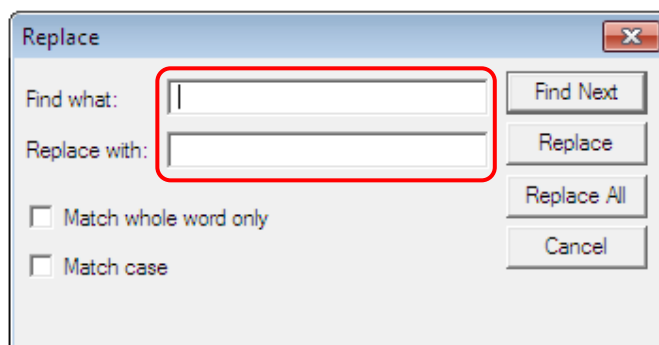 Replace
Find what:
Find Next
Replace with:
Replace
Replace All
Match whole word only
Cancel
Match case